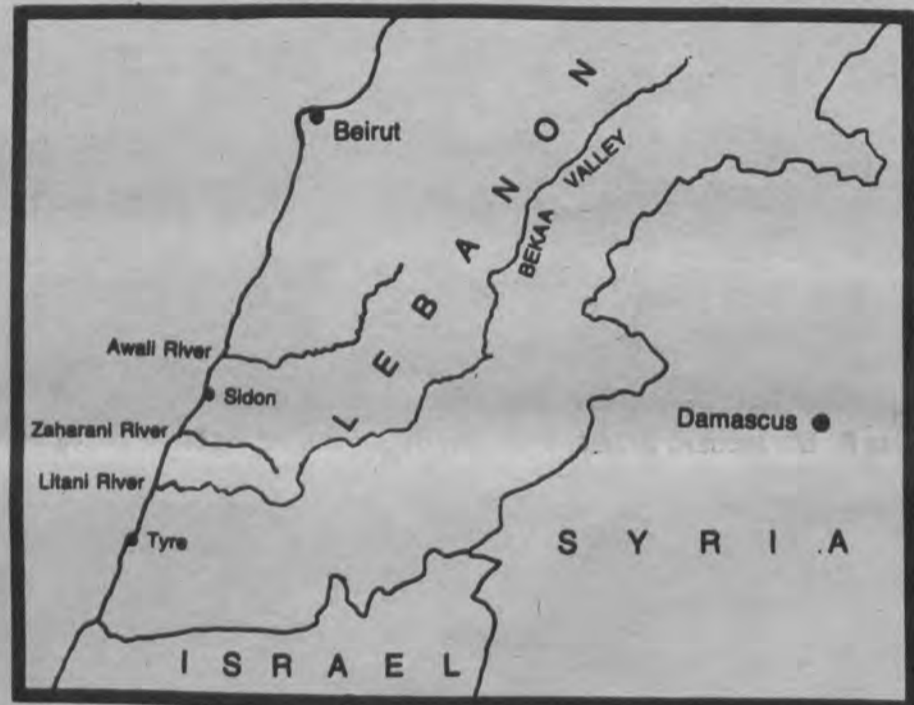 Beirut
LEBANON
BEKAA VALLEY
Awali River
Sidon
Zaharani River
Damascus
Litani River
Tyre
SYRIA
ISRAEL